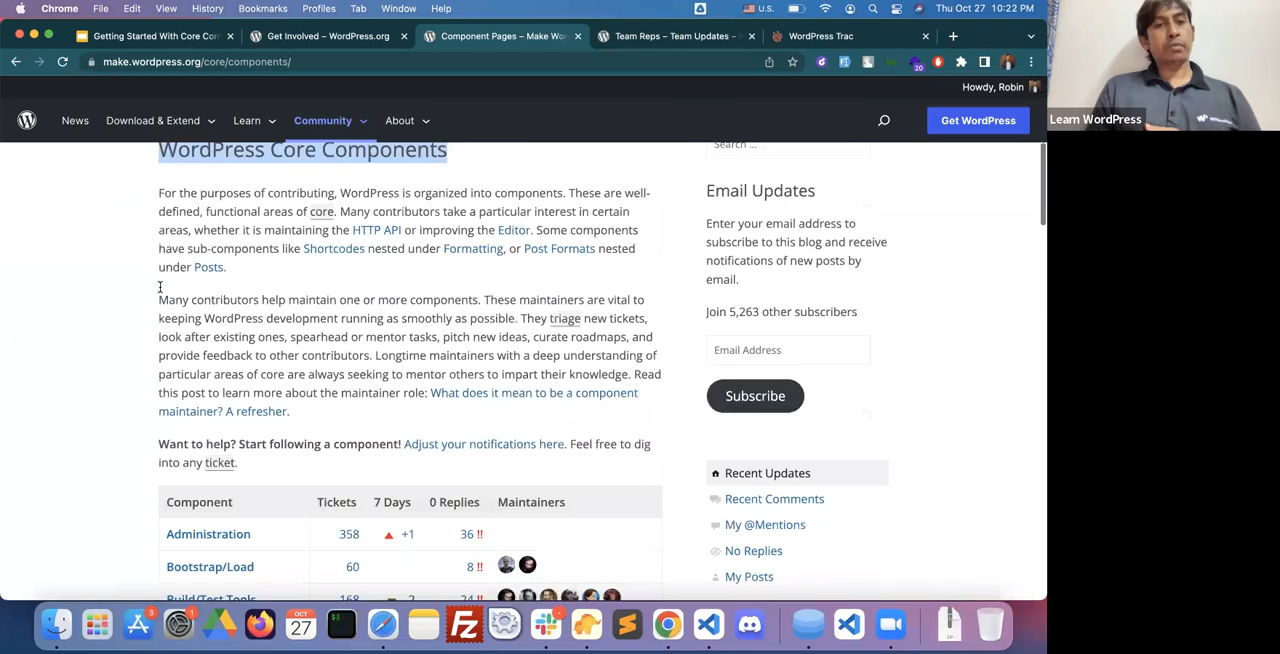 Chrome File Edit View History Bookmarks Profiles Tab Window Help U.S. Thu Oct 27 10:22 PM
Getting Started With Core Con Get Involved – WordPress.org Component Pages – Make Wo Team Reps – Team Updates – WordPress Trac
make.wordpress.org/core/components/ 20
Howdy, Robin
News Download & Extend Learn Community About Get WordPress
Learn WordPress
WordPress Core Components
For the purposes of contributing, WordPress is organized into components. These are well-
defined, functional areas of core. Many contributors take a particular interest in certain
areas, whether it is maintaining the HTTP API or improving the Editor. Some components
have sub-components like Shortcodes nested under Formatting, or Post Formats nested
under Posts.
Many contributors help maintain one or more components. These maintainers are vital to
keeping WordPress development running as smoothly as possible. They triage new tickets,
look after existing ones, spearhead or mentor tasks, pitch new ideas, curate roadmaps, and
provide feedback to other contributors. Longtime maintainers with a deep understanding of
particular areas of core are always seeking to mentor others to impart their knowledge. Read
this post to learn more about the maintainer role: What does it mean to be a component
maintainer? A refresher.
Want to help? Start following a component! Adjust your notifications here. Feel free to dig
into any ticket.
Component Tickets 7 Days 0 Replies Maintainers
Administration 358 +1 36 !!
Bootstrap/Load 60 8 !!
Build/Test Tools 168 2 24 !!
Search ...
Email Updates
Enter your email address to
subscribe to this blog and receive
notifications of new posts by
email.
Join 5,263 other subscribers
Email Address
Subscribe
Recent Updates
Recent Comments
My @Mentions
No Replies
My Posts
3
1
OCT
27
Fz
ZIP